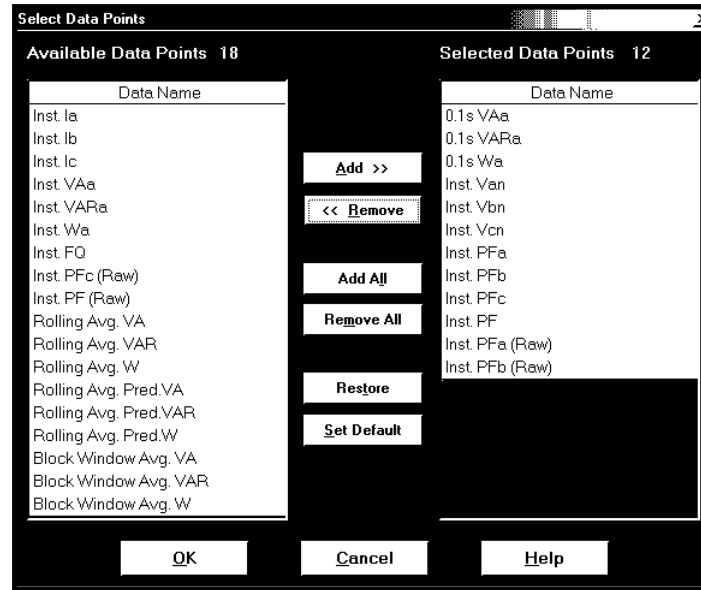 Select Data Points
Available Data Points 18
Data Name
Inst. Ia
Inst. Ib
Inst. Ic
Inst. VAa
Inst. VARa
Inst. Wa
Inst. FQ
Inst. PFc (Raw)
Inst. PF (Raw)
Rolling Avg. VA
Rolling Avg. VAR
Rolling Avg. W
Rolling Avg. Pred.VA
Rolling Avg. Pred.VAR
Rolling Avg. Pred.W
Block Window Avg. VA
Block Window Avg. VAR
Block Window Avg. W
Add >>
<< Remove
Add All
Remove All
Restore
Set Default
Selected Data Points 12
Data Name
0.1s VAa
0.1s VARa
0.1s Wa
Inst. Van
Inst. Vbn
Inst. Vcn
Inst. PFa
Inst. PFb
Inst. PFc
Inst. PF
Inst. PFa (Raw)
Inst. PFb (Raw)
OK
Cancel
Help